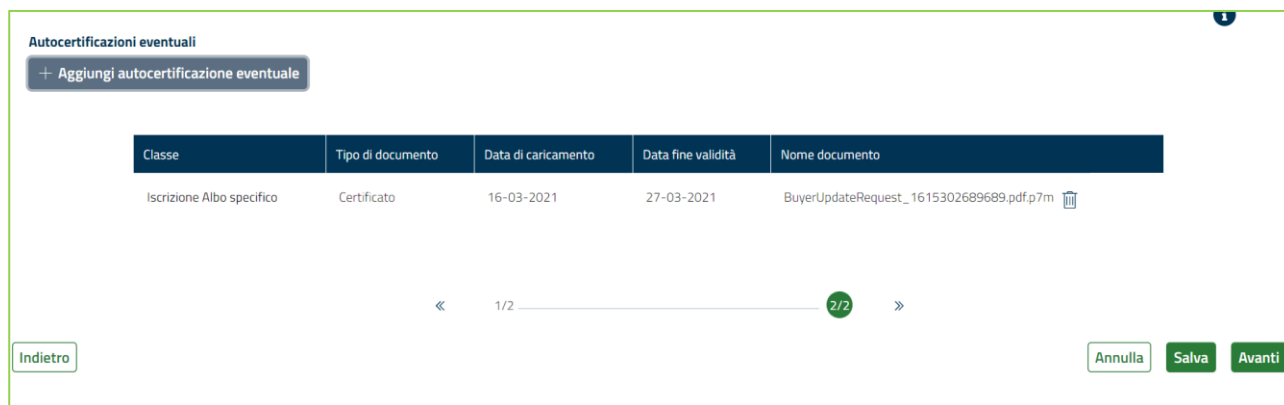 i
Autocertificazioni eventuali
+ Aggiungi autocertificazione eventuale
Classe Tipo di documento Data di caricamento Data fine validità Nome documento
Iscrizione Albo specifico Certificato 16-03-2021 27-03-2021 BuyerUpdateRequest_1615302689689.pdf.p7m
« 1/2 2/2 »
Indietro Annulla Salva Avanti